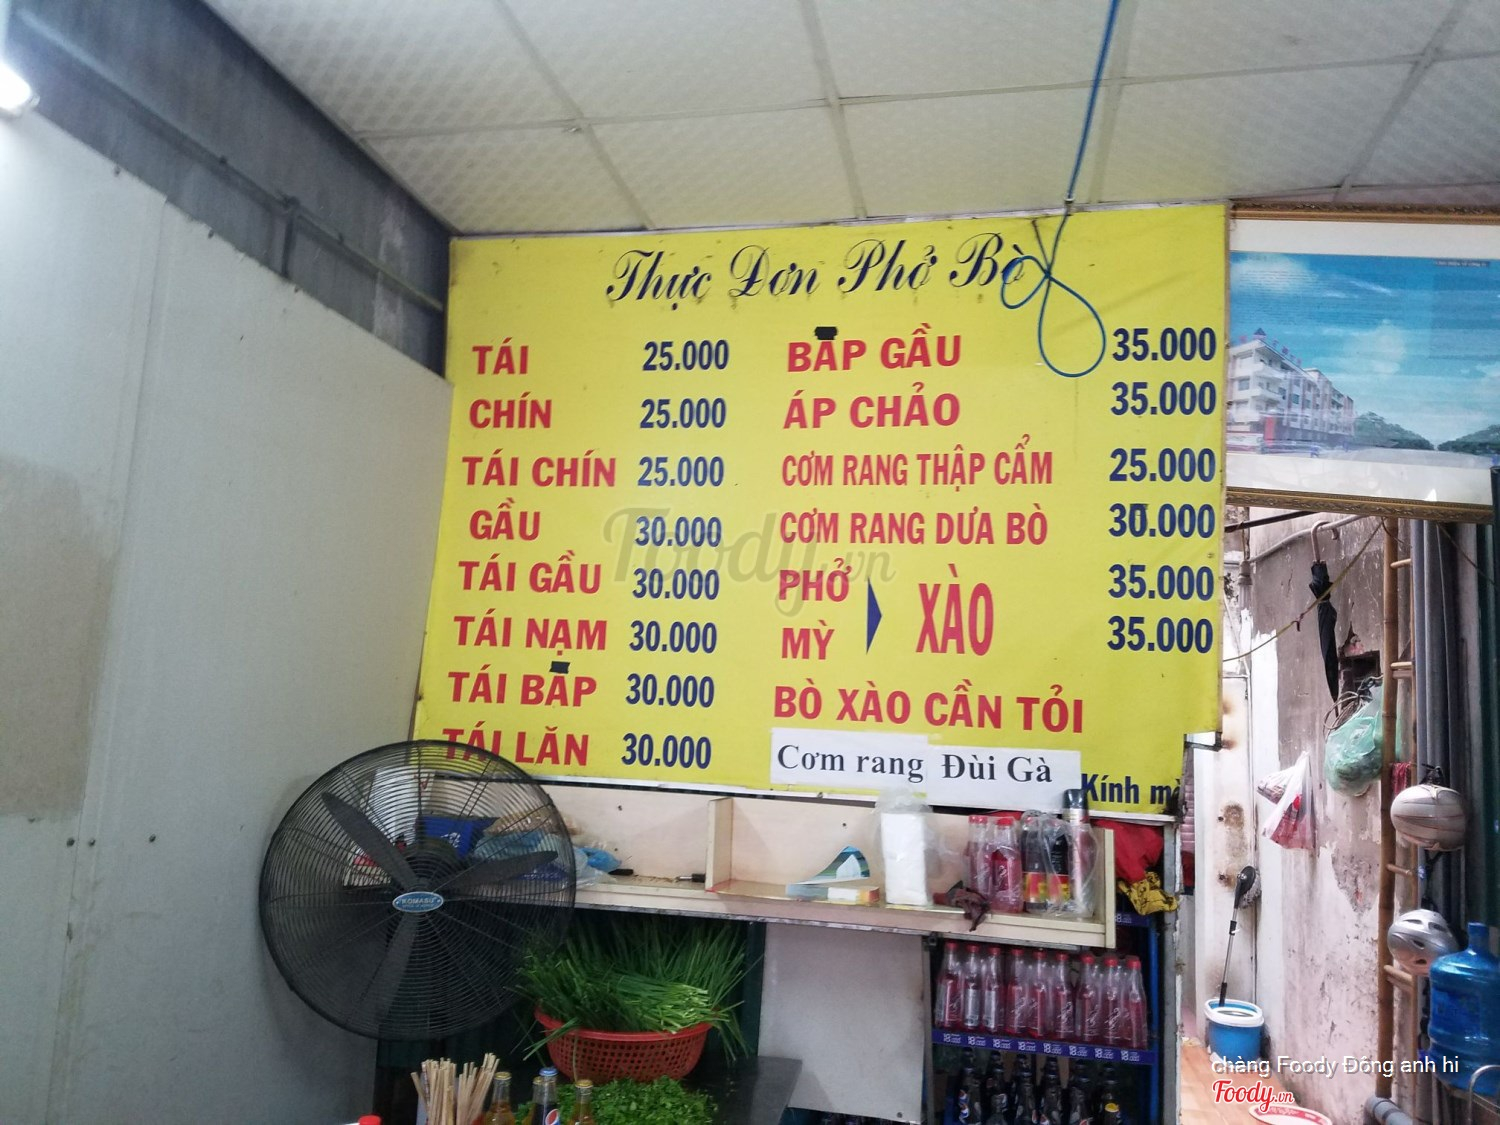 Thực Đơn Phở Bò
TÁI 25.000
CHÍN 25.000
TÁI CHÍN 25.000
GẦU 30.000
TÁI GẦU 30.000
TÁI NẠM 30.000
TÁI BẮP 30.000
TÁI LĂN 30.000
BẮP GẦU 35.000
ÁP CHẢO 35.000
CƠM RANG THẬP CẨM 25.000
CƠM RANG DƯA BÒ 30.000
PHỞ XÀO 35.000
MỲ 35.000
BÒ XÀO CẦN TỎI
Cơm rang Đùi Gà
Kính
Foody.vn
KOMASU
chàng Foody Đông anh hi
Foody.vn